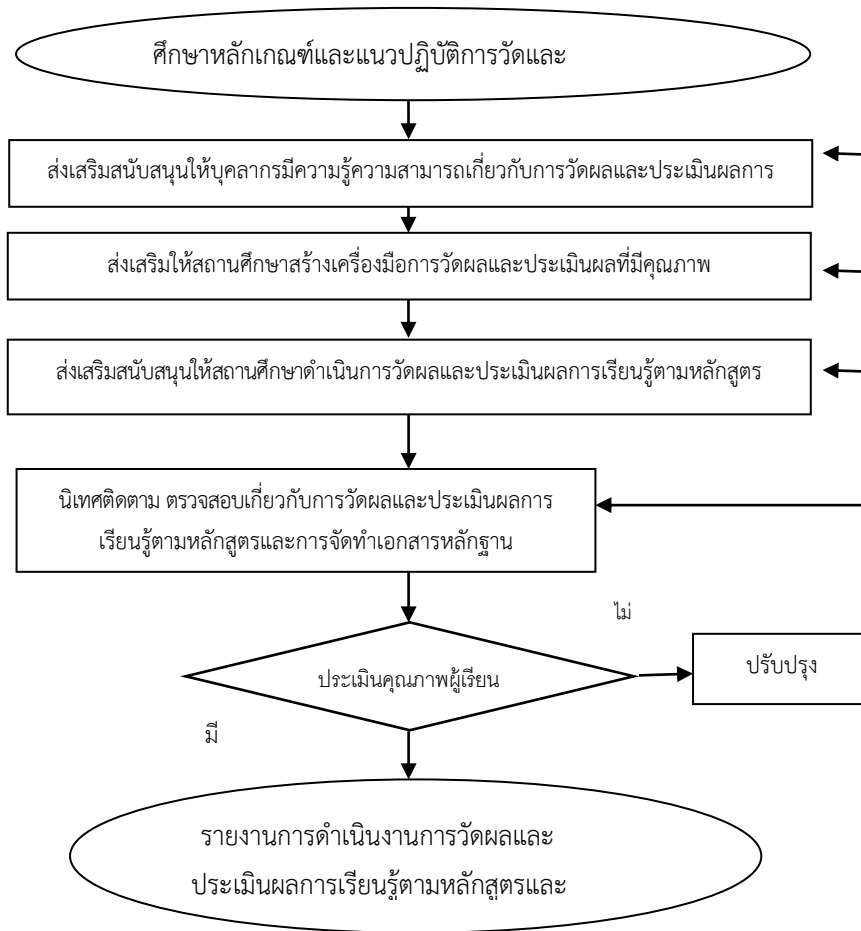 ศึกษาหลักเกณฑ์และแนวปฏิบัติการวัดและ
ส่งเสริมสนับสนุนให้บุคลากรมีความรู้ความสามารถเกี่ยวกับการวัดผลและประเมินผลการ
ส่งเสริมให้สถานศึกษาสร้างเครื่องมือการวัดผลและประเมินผลที่มีคุณภาพ
ส่งเสริมสนับสนุนให้สถานศึกษาดำเนินการวัดผลและประเมินผลการเรียนรู้ตามหลักสูตร
นิเทศติดตาม ตรวจสอบเกี่ยวกับการวัดผลและประเมินผลการ
เรียนรู้ตามหลักสูตรและการจัดทำเอกสารหลักฐาน
ไม่
ปรับปรุง
ประเมินคุณภาพผู้เรียน
มี
รายงานการดำเนินงานการวัดผลและ
ประเมินผลการเรียนรู้ตามหลักสูตรและ